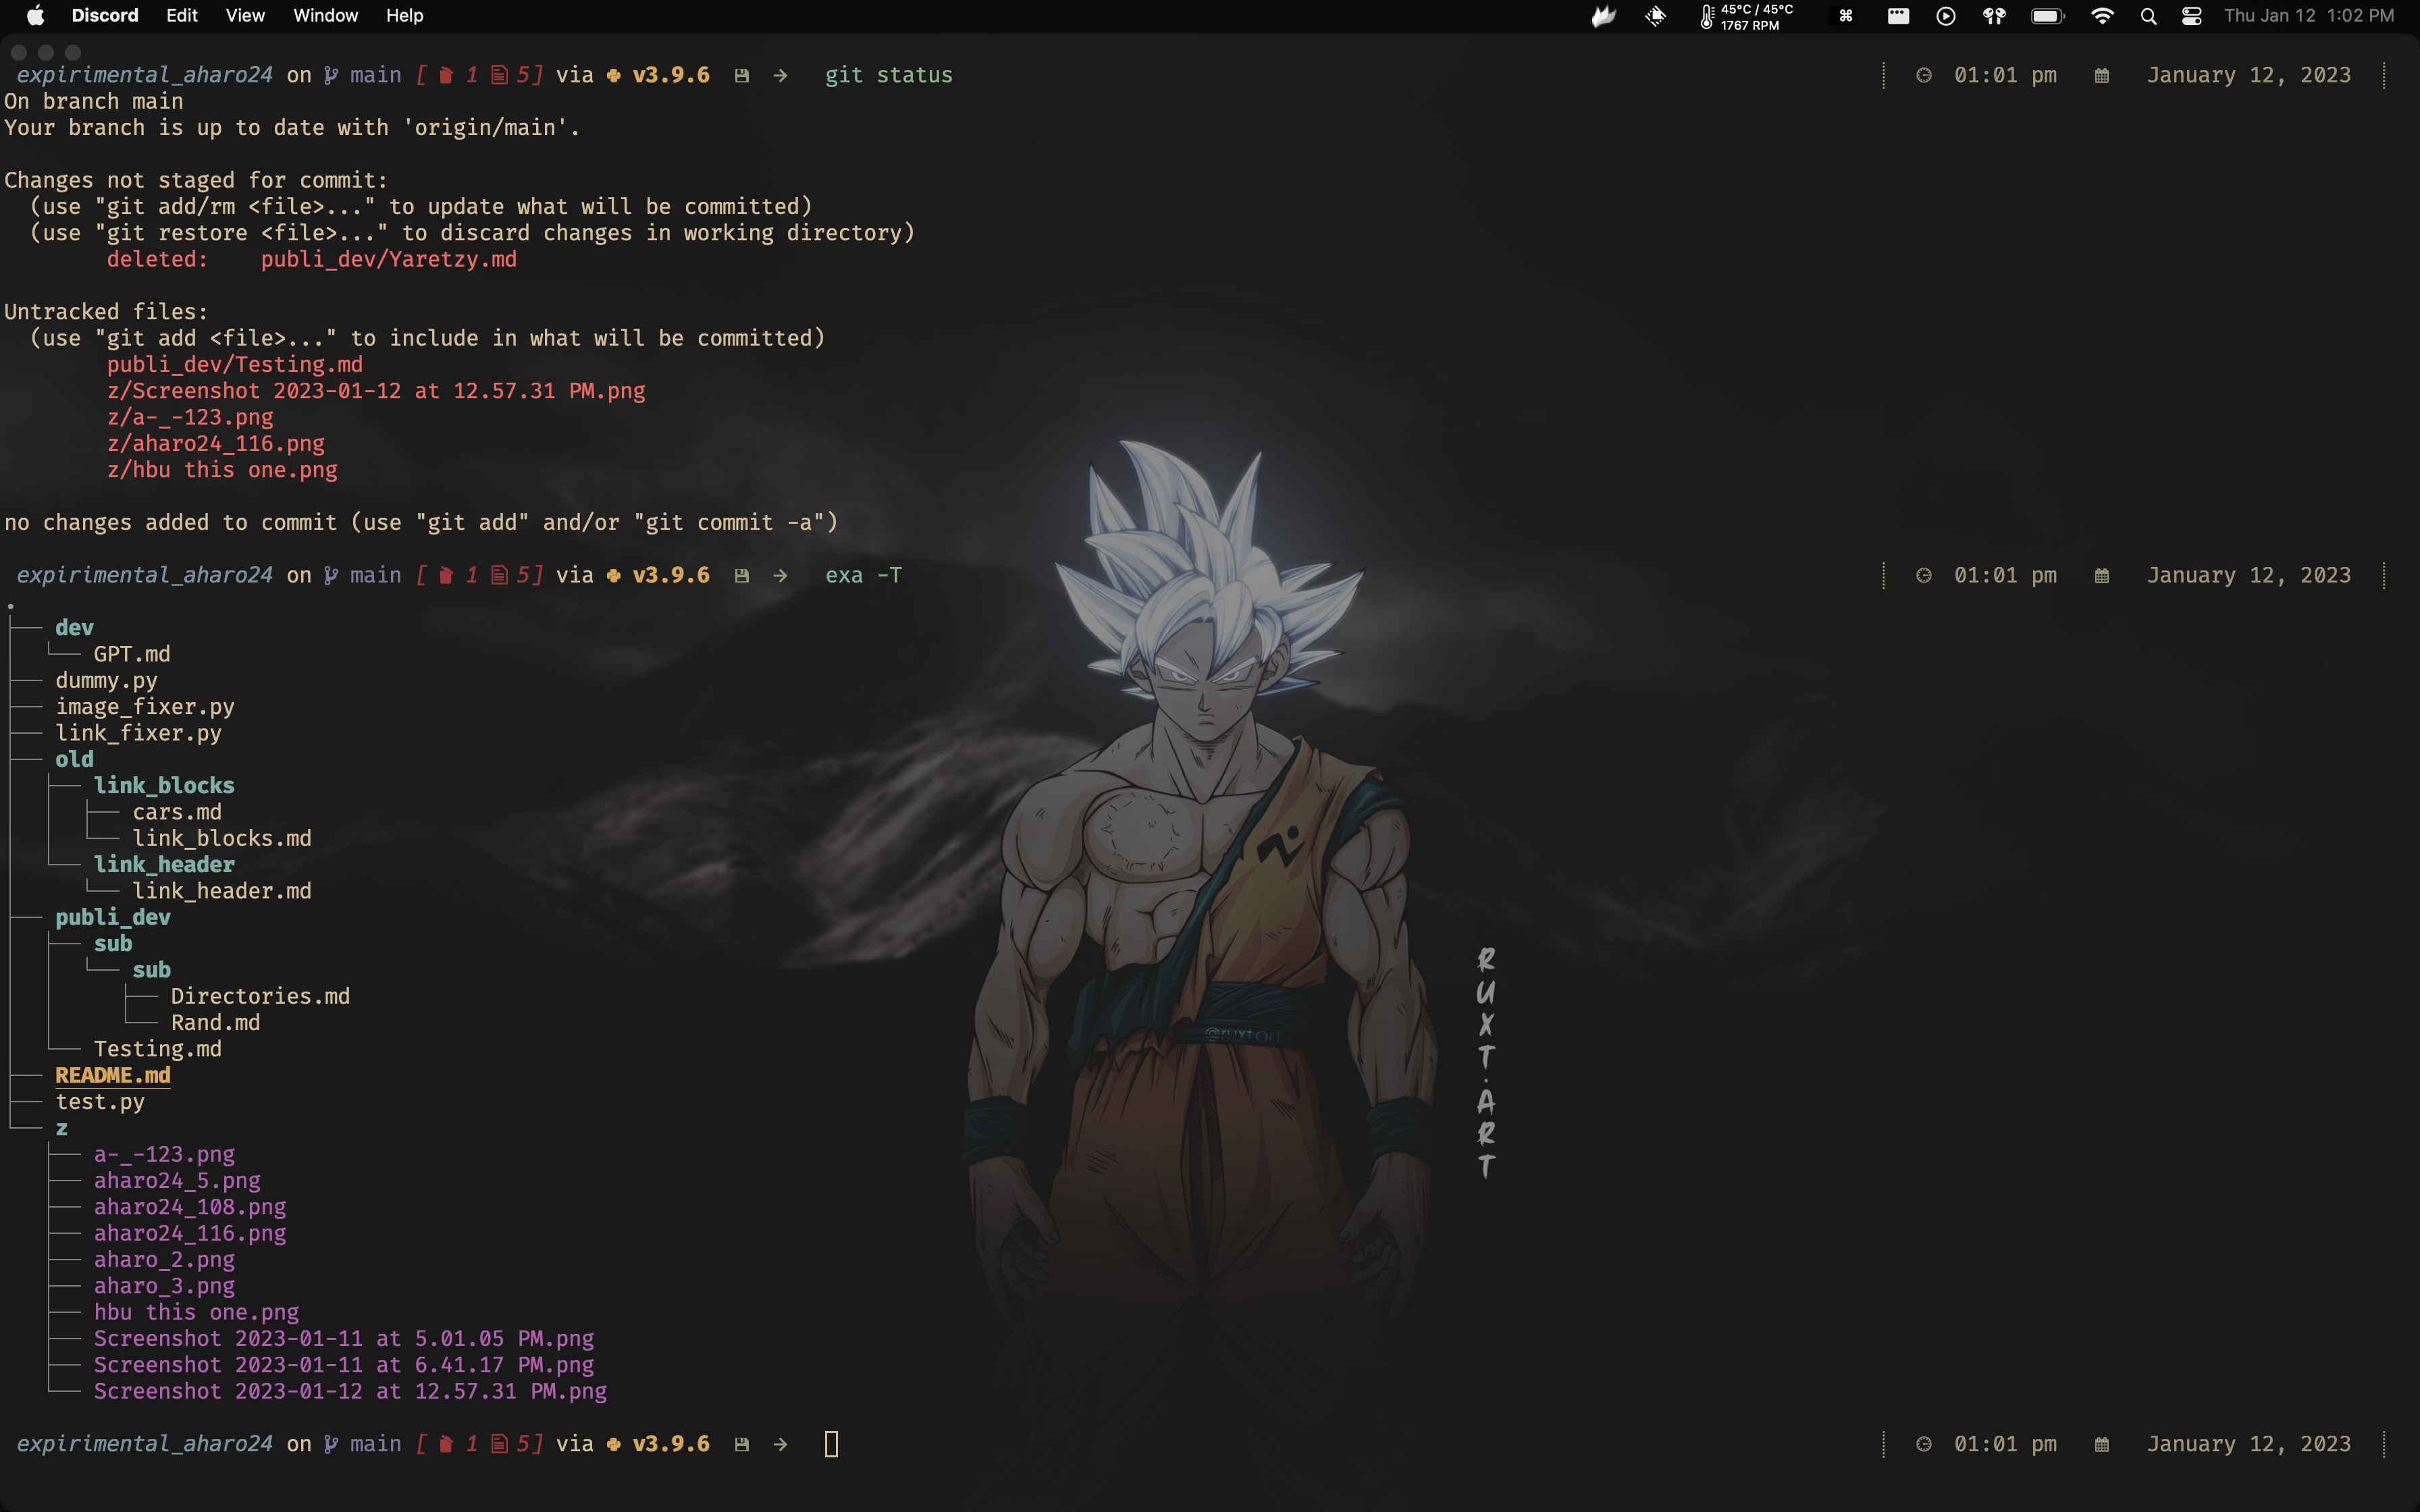 Discord Edit View Window Help 45°C / 45°C Thu Jan 12 1:02 PM
1767 RPM
expirimental_aharo24 on main [ 1 5] via v3.9.6 → git status 01:01 pm January 12, 2023
On branch main
Your branch is up to date with 'origin/main'.
Changes not staged for commit:
(use "git add/rm <file>..." to update what will be committed)
(use "git restore <file>..." to discard changes in working directory)
deleted: publi_dev/Yaretzy.md
Untracked files:
(use "git add <file>..." to include in what will be committed)
publi_dev/Testing.md
z/Screenshot 2023-01-12 at 12.57.31 PM.png
z/a-_-123.png
z/aharo24_116.png
z/hbu this one.png
no changes added to commit (use "git add" and/or "git commit -a")
expirimental_aharo24 on main [ 1 5] via v3.9.6 → exa -T 01:01 pm January 12, 2023
.
dev
GPT.md
dummy.py
image_fixer.py
link_fixer.py
old
link_blocks
cars.md
link_blocks.md
link_header
link_header.md
publi_dev
sub
sub
Directories.md
Rand.md
Testing.md
README.md
test.py
z
a-_-123.png
aharo24_5.png
aharo24_108.png
aharo24_116.png
aharo_2.png
aharo_3.png
hbu this one.png
Screenshot 2023-01-11 at 5.01.05 PM.png
Screenshot 2023-01-11 at 6.41.17 PM.png
Screenshot 2023-01-12 at 12.57.31 PM.png
expirimental_aharo24 on main [ 1 5] via v3.9.6 → 01:01 pm January 12, 2023
RUXT.ART